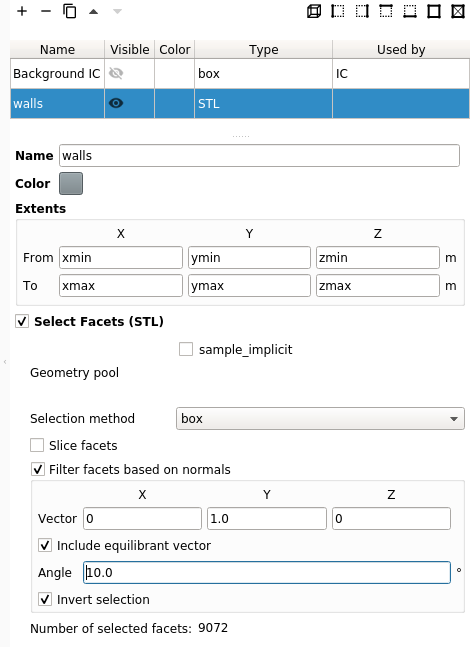 Name Visible Color Type Used by
Background IC box IC
walls STL
Name walls
Color
Extents
X Y Z
From xmin ymin zmin m
To xmax ymax zmax m
Select Facets (STL)
sample_implicit
Geometry pool
Selection method box
Slice facets
Filter facets based on normals
X Y Z
Vector 0 1.0 0
Include equilibrant vector
Angle 10.0 °
Invert selection
Number of selected facets: 9072